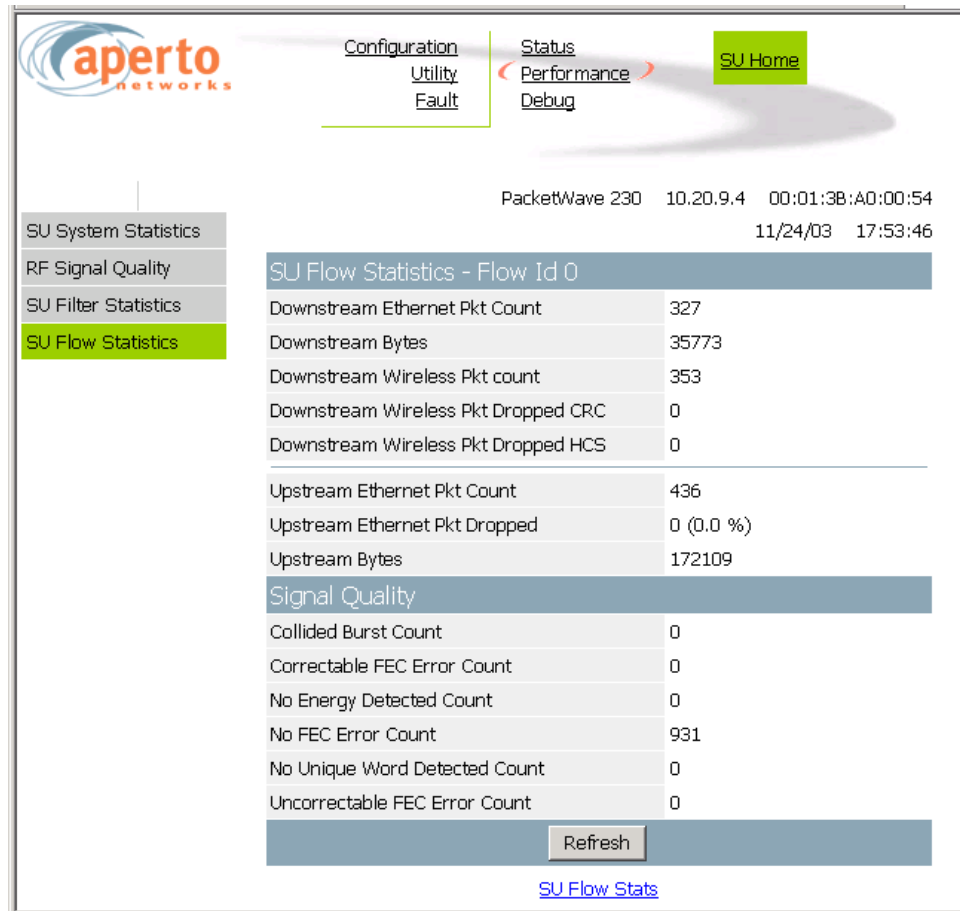 aperto
networks
Configuration
Utility
Fault
Status
Performance
Debug
SU Home
PacketWave 230 10.20.9.4 00:01:3B:A0:00:54
11/24/03 17:53:46
SU System Statistics
RF Signal Quality
SU Filter Statistics
SU Flow Statistics
SU Flow Statistics - Flow Id 0
Downstream Ethernet Pkt Count 327
Downstream Bytes 35773
Downstream Wireless Pkt count 353
Downstream Wireless Pkt Dropped CRC 0
Downstream Wireless Pkt Dropped HCS 0
Upstream Ethernet Pkt Count 436
Upstream Ethernet Pkt Dropped 0 (0.0 %)
Upstream Bytes 172109
Signal Quality
Collided Burst Count 0
Correctable FEC Error Count 0
No Energy Detected Count 0
No FEC Error Count 931
No Unique Word Detected Count 0
Uncorrectable FEC Error Count 0
Refresh
SU Flow Stats